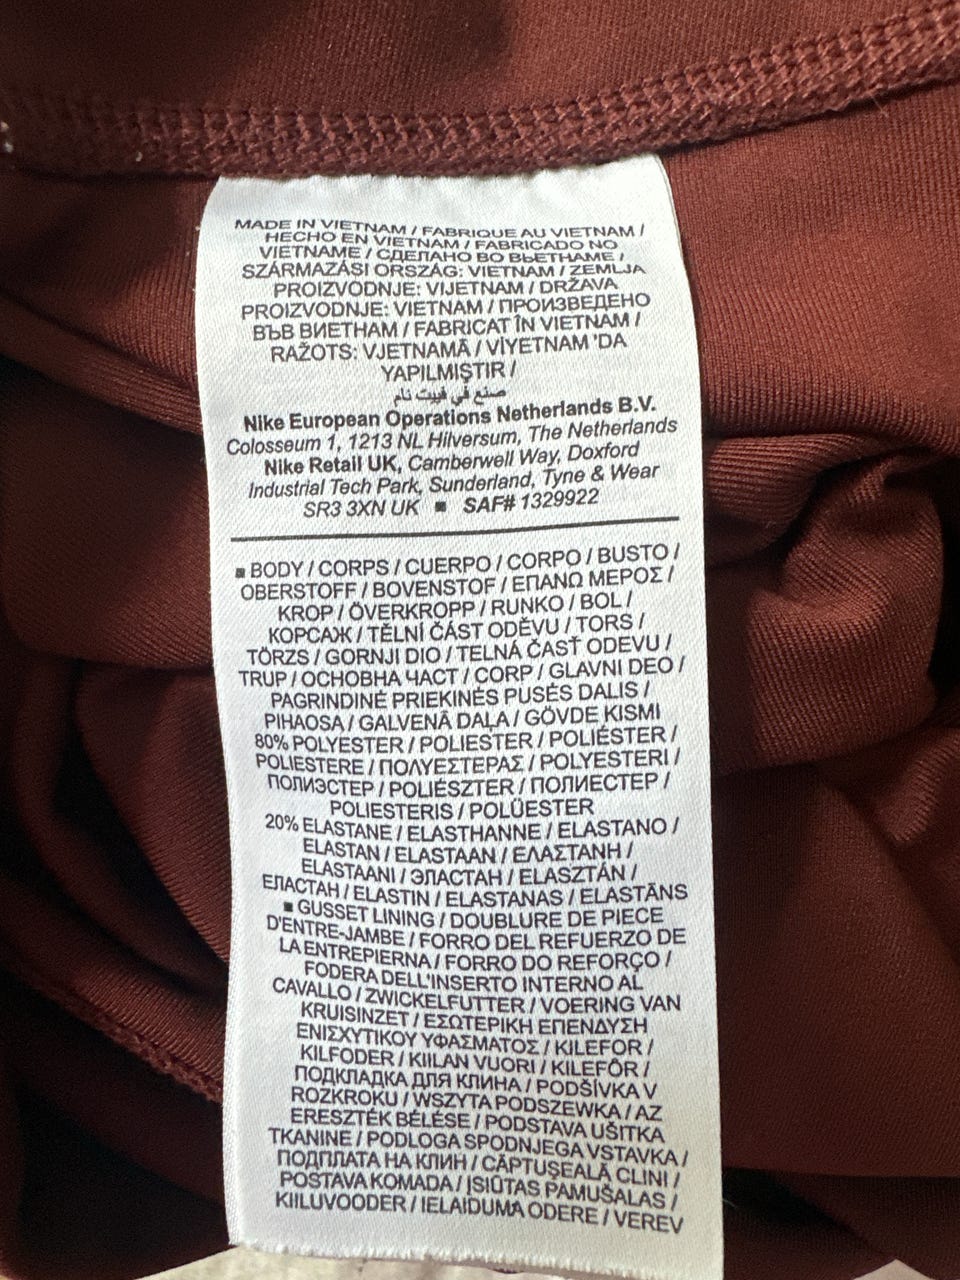 MADE IN VIETNAM / FABRIQUE AU VIETNAM /
HECHO EN VIETNAM / FABRICADO NO
VIETNAME / СДЕЛАНО ВО ВЬЕТНАМЕ /
SZÁRMAZÁSI ORSZÁG: VIETNAM / ZEMLJA
PROIZVODNJE: VIJETNAM / DRŽAVA
PROIZVODNJE: VIETNAM / ПРОИЗВЕДЕНО
ВЪВ ВИЕТНАМ / FABRICAT ÎN VIETNAM /
RAŽOTS: VJETNAMĀ / VİYETNAM 'DA
YAPILMIŞTIR /
صنع في فييت نام
Nike European Operations Netherlands B.V.
Colosseum 1, 1213 NL Hilversum, The Netherlands
Nike Retail UK, Camberwell Way, Doxford
Industrial Tech Park, Sunderland, Tyne & Wear
SR3 3XN UK ■ SAF# 1329922
■ BODY / CORPS / CUERPO / CORPO / BUSTO /
OBERSTOFF / BOVENSTOF / ΕΠΑΝΩ ΜΕΡΟΣ /
KROP / ÖVERKROPP / RUNKO / BOL /
КОРСАЖ / TĚLNÍ ČÁST ODĚVU / TORS /
TÖRZS / GORNJI DIO / TELNÁ ČASŤ ODEVU /
TRUP / ОСНОВНА ЧАСТ / CORP / GLAVNI DEO /
PAGRINDINĖ PRIEKINĖS PUSĖS DALIS /
PIHAOSA / GALVENĀ DAĻA / GÖVDE KISMI
80% POLYESTER / POLIESTER / POLIÉSTER /
POLIESTERE / ΠΟΛΥΕΣΤΕΡΑΣ / POLYESTERI /
ПОЛИЭСТЕР / POLIÉSZTER / ПОЛИЕСТЕР /
POLIESTERIS / POLÜESTER
20% ELASTANE / ELASTHANNE / ELASTANO /
ELASTAN / ELASTAAN / ΕΛΑΣΤΑΝΗ /
ELASTAANI / ЭЛАСТАН / ELASZTÁN /
ЕЛАСТАН / ELASTIN / ELASTANAS / ELASTĀNS
■ GUSSET LINING / DOUBLURE DE PIECE
D'ENTRE-JAMBE / FORRO DEL REFUERZO DE
LA ENTREPIERNA / FORRO DO REFORÇO /
FODERA DELL'INSERTO INTERNO AL
CAVALLO / ZWICKELFUTTER / VOERING VAN
KRUISINZET / ΕΣΩΤΕΡΙΚΗ ΕΠΕΝΔΥΣΗ
ΕΝΙΣΧΥΤΙΚΟΥ ΥΦΑΣΜΑΤΟΣ / KILEFOR /
KILFODER / KIILAN VUORI / KILEFÔR /
ПОДКЛАДКА ДЛЯ КЛИНА / PODŠÍVKA V
ROZKROKU / WSZYTA PODSZEWKA / AZ
ERESZTÉK BÉLÉSE / PODSTAVA UŠITKA
TKANINE / PODLOGA SPODNJEGA VSTAVKA /
ПОДПЛАТА НА КЛИН / CĂPTUSEALĂ CLINI /
POSTAVA KOMADA / ĮSIŪTAS PAMUŠALAS /
KIILUVOODER / IELAIDUMA ODERE / VEREV